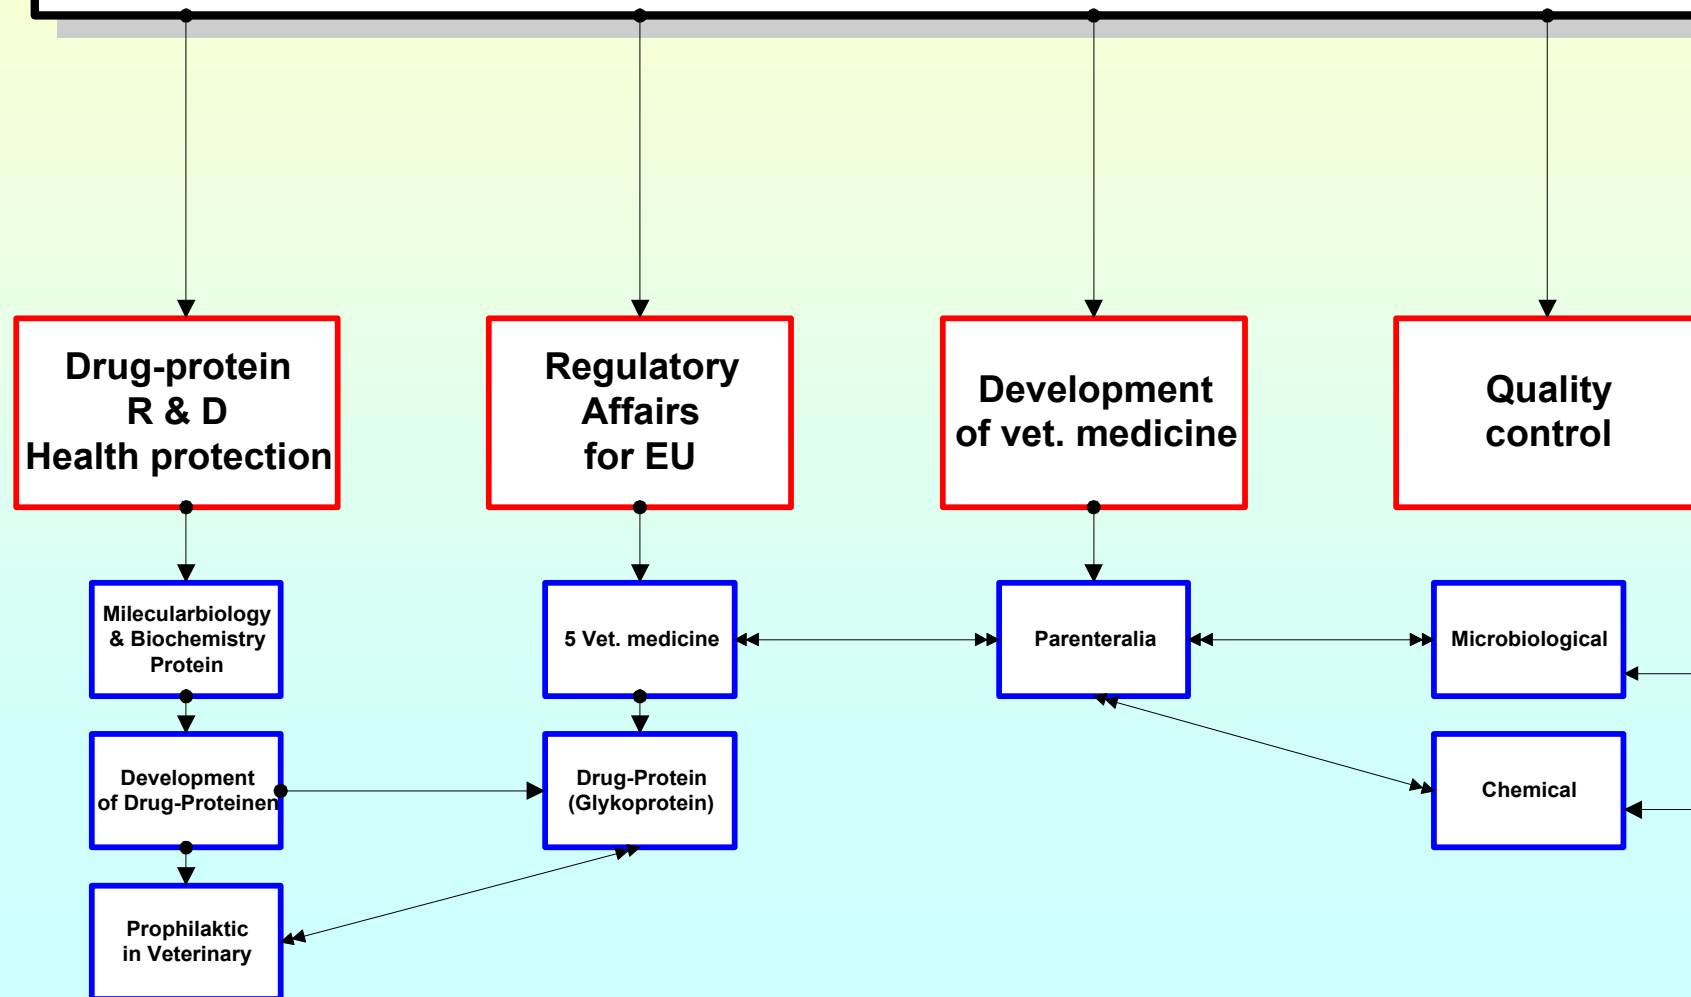 Drug-protein
R & D
Health protection
Regulatory
Affairs
for EU
Development
of vet. medicine
Quality
control
Milecularbiology
& Biochemistry
Protein
5 Vet. medicine
Parenteralia
Microbiological
Development
of Drug-Proteinen
Drug-Protein
(Glykoprotein)
Chemical
Prophilaktic
in Veterinary